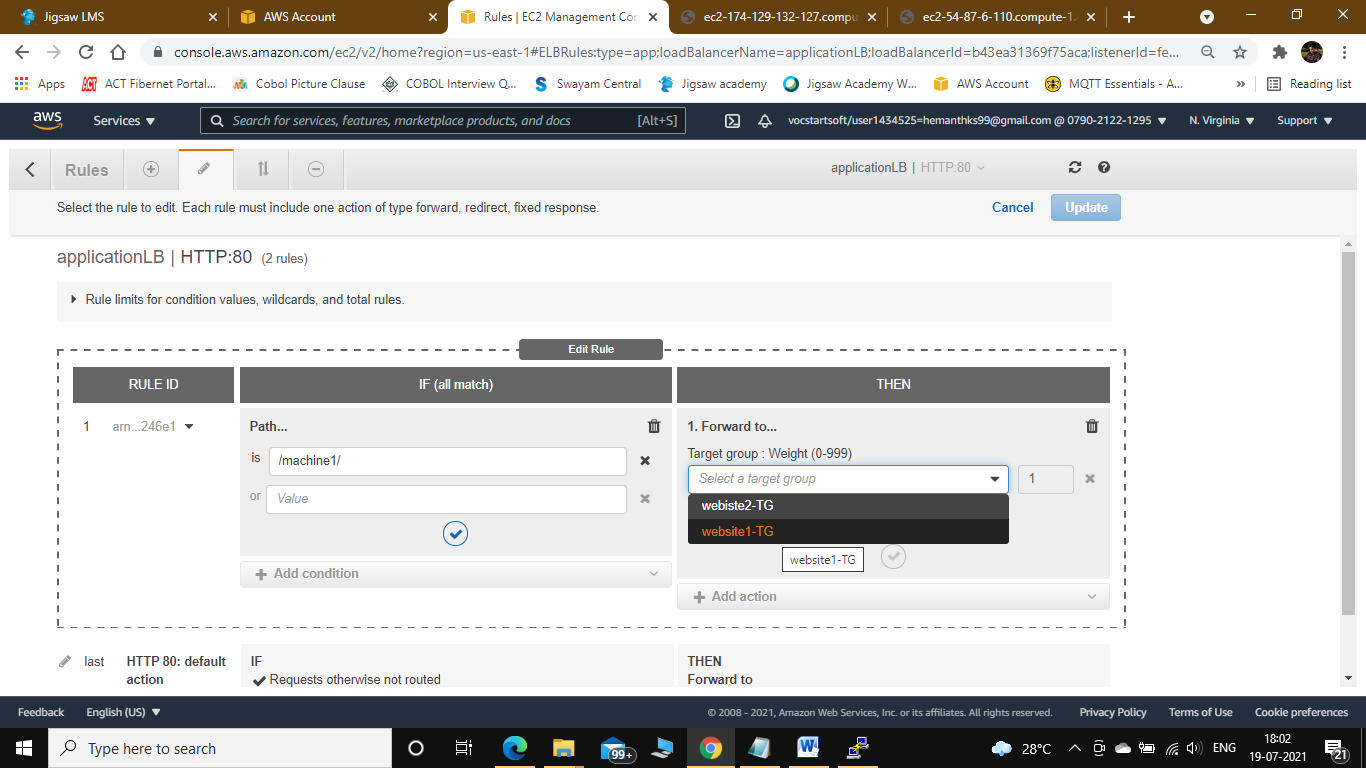 Jigsaw LMS
AWS Account
Rules | EC2 Management Con
ec2-174-129-132-127.compu
ec2-54-87-6-110.compute-1.
console.aws.amazon.com/ec2/v2/home?region=us-east-1#ELBRules:type=app;loadBalancerName=applicationLB;loadBalancerId=b43ea31369f75aca;listenerId=fe...
Apps
ACT Fibernet Portal...
Cobol Picture Clause
COBOL Interview Q...
Swayam Central
Jigsaw academy
Jigsaw Academy W...
AWS Account
MQTT Essentials - A...
»
Reading list
aws
Services
Search for services, features, marketplace products, and docs
[Alt+S]
vocstartsoft/user1434525=hemanthks99@gmail.com @ 0790-2122-1295
N. Virginia
Support
Rules
applicationLB | HTTP:80
Select the rule to edit. Each rule must include one action of type forward, redirect, fixed response.
Cancel
Update
applicationLB | HTTP:80 (2 rules)
Rule limits for condition values, wildcards, and total rules.
Edit Rule
RULE ID
IF (all match)
THEN
1
arn...246e1
Path...
is
/machine1/
or
Value
Add condition
1. Forward to...
Target group : Weight (0-999)
Select a target group
1
webiste2-TG
website1-TG
website1-TG
Add action
last
HTTP 80: default
action
IF
Requests otherwise not routed
THEN
Forward to
Feedback
English (US)
© 2008 - 2021, Amazon Web Services, Inc. or its affiliates. All rights reserved.
Privacy Policy
Terms of Use
Cookie preferences
Type here to search
99+
28°C
ENG
18:02
19-07-2021
21